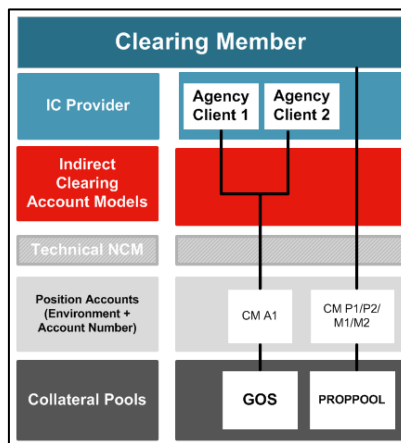 Clearing Member
IC Provider
Agency
Client 1
Agency
Client 2
Indirect
Clearing
Account Models
Technical NCM
Position Accounts
(Environment +
Account Number)
CM A1
CM P1/P2/
M1/M2
Collateral Pools
GOS
PROPPOOL